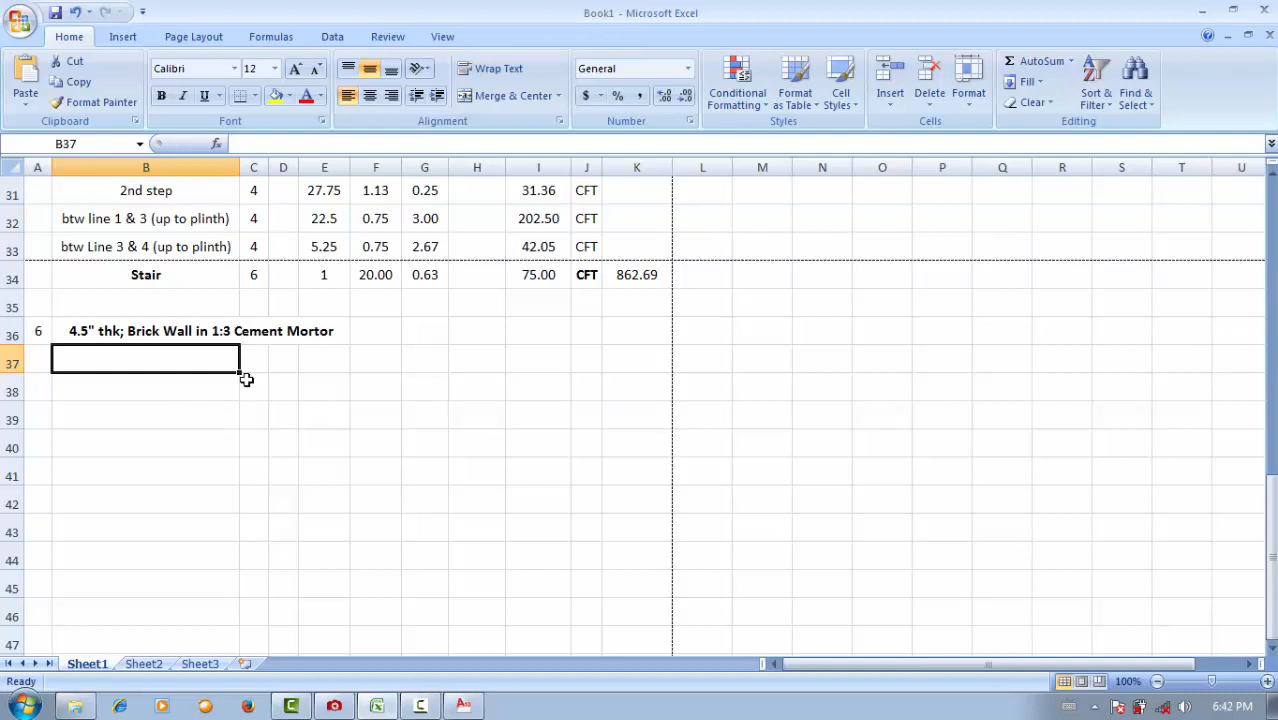 Book1 - Microsoft Excel
Home Insert Page Layout Formulas Data Review View
Paste
Cut
Copy
Format Painter
Clipboard
Calibri 12
B I U
Font
Wrap Text
Merge & Center
Alignment
General
$ % ,
Number
Conditional Formatting
Format as Table
Cell Styles
Styles
Insert Delete Format
Cells
Σ AutoSum
Fill
Clear
Sort & Filter
Find & Select
Editing
B37 fx
A B C D E F G H I J K L M N O P Q R S T U
31 2nd step 4 27.75 1.13 0.25 31.36 CFT
32 btw line 1 & 3 (up to plinth) 4 22.5 0.75 3.00 202.50 CFT
33 btw Line 3 & 4 (up to plinth) 4 5.25 0.75 2.67 42.05 CFT
34 Stair 6 1 20.00 0.63 75.00 CFT 862.69
35
36 6 4.5" thk; Brick Wall in 1:3 Cement Mortor
37
38
39
40
41
42
43
44
45
46
47
Sheet1 Sheet2 Sheet3
Ready 100%
6:42 PM